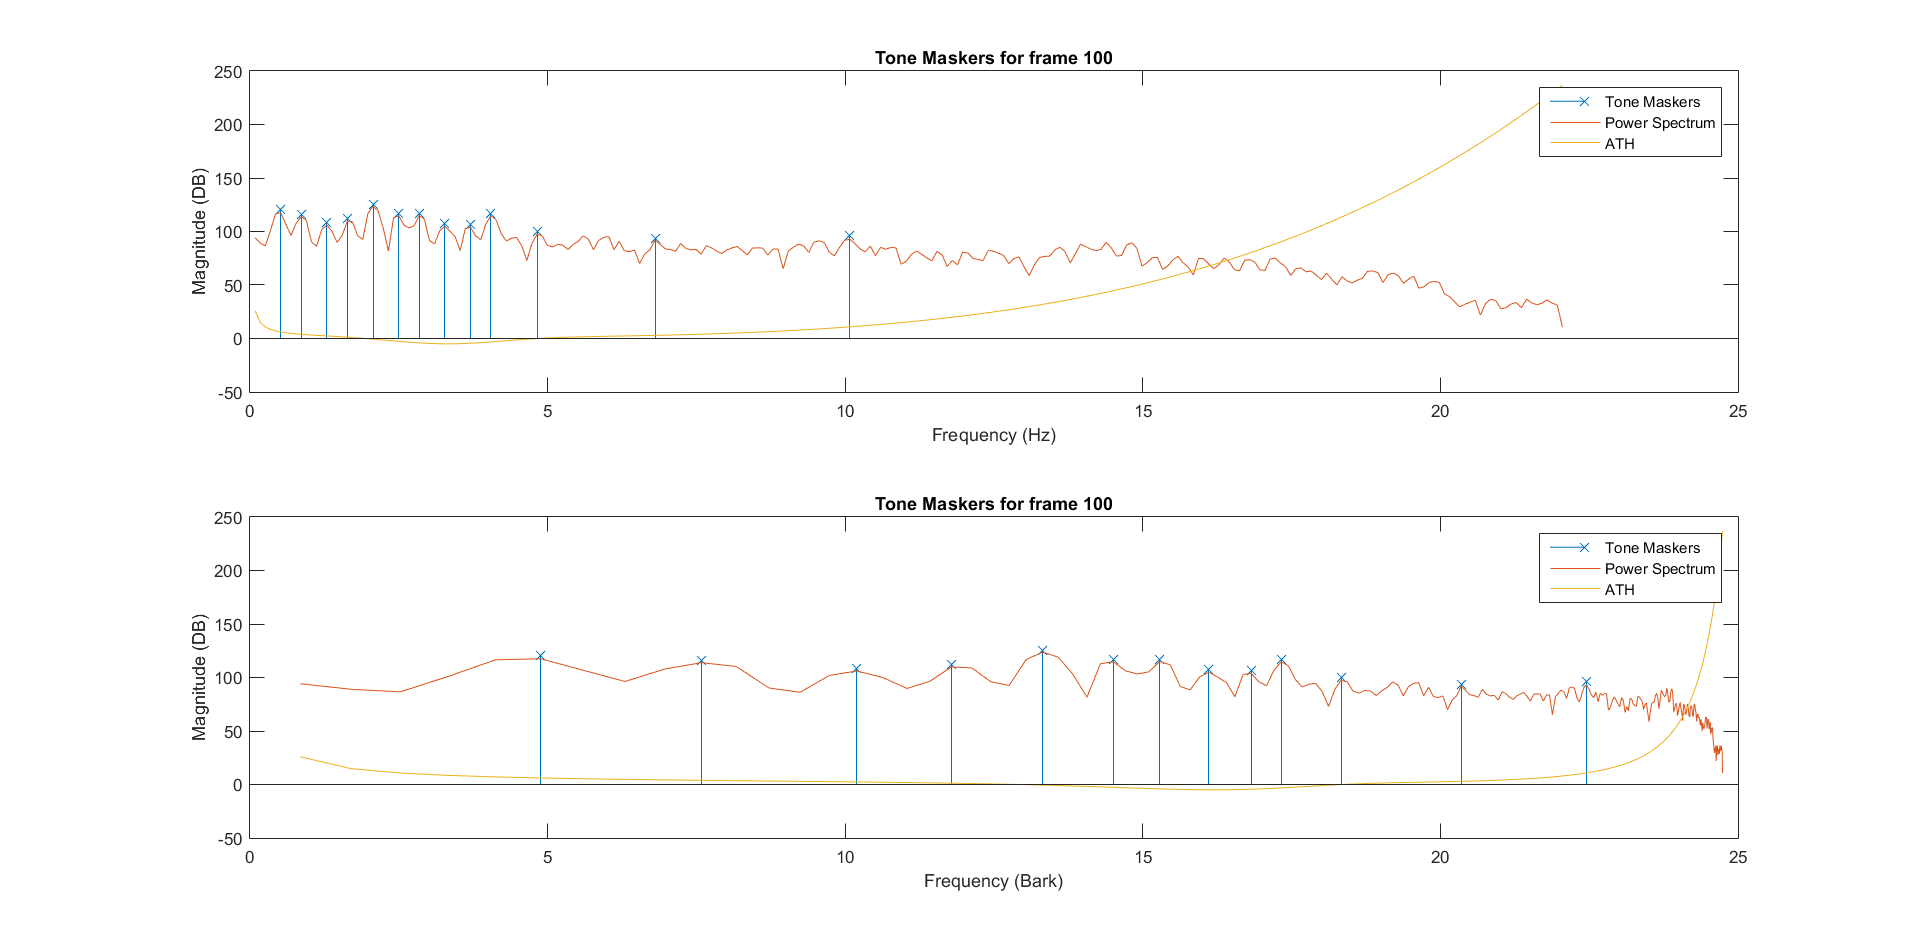 Tone Maskers for frame 100
250
200
150
100
50
0
-50
Magnitude (DB)
Tone Maskers
Power Spectrum
ATH
0 5 10 15 20 25
Frequency (Hz)
Tone Maskers for frame 100
250
200
150
100
50
0
-50
Magnitude (DB)
Tone Maskers
Power Spectrum
ATH
0 5 10 15 20 25
Frequency (Bark)